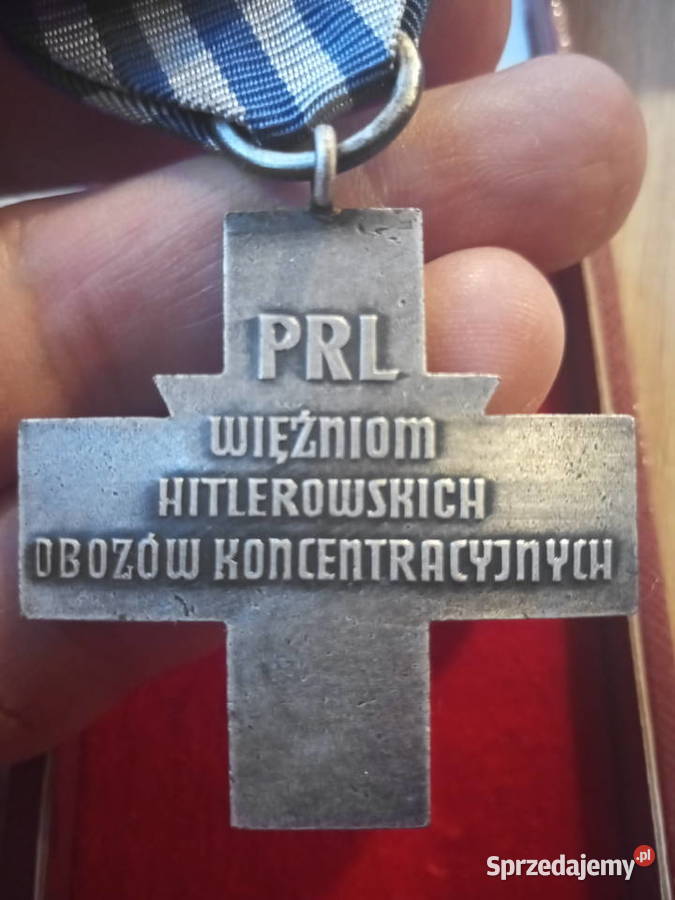 PRL
WIĘŹNIOM
HITLEROWSKICH
OBOZÓW KONCENTRACYJNYCH
Sprzedajemy.pl